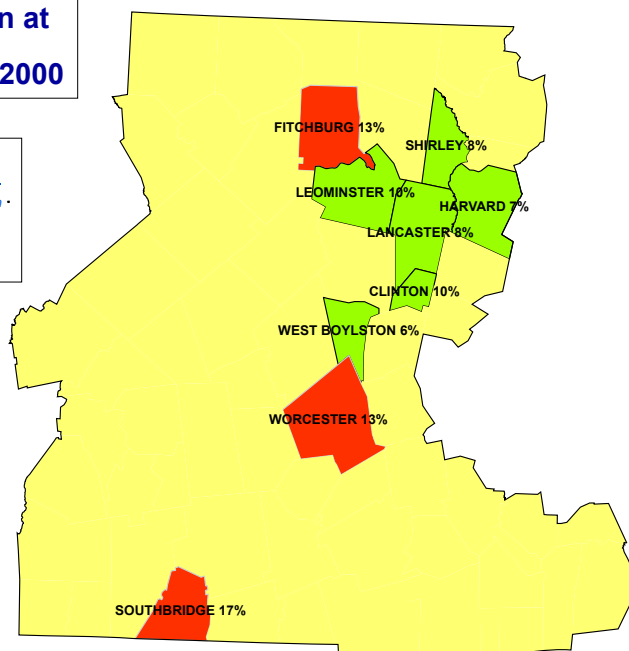 n at
2000
FITCHBURG 13%
SHIRLEY 8%
LEOMINSTER 10%
HARVARD 7%
LANCASTER 8%
CLINTON 10%
WEST BOYLSTON 6%
WORCESTER 13%
SOUTHBRIDGE 17%